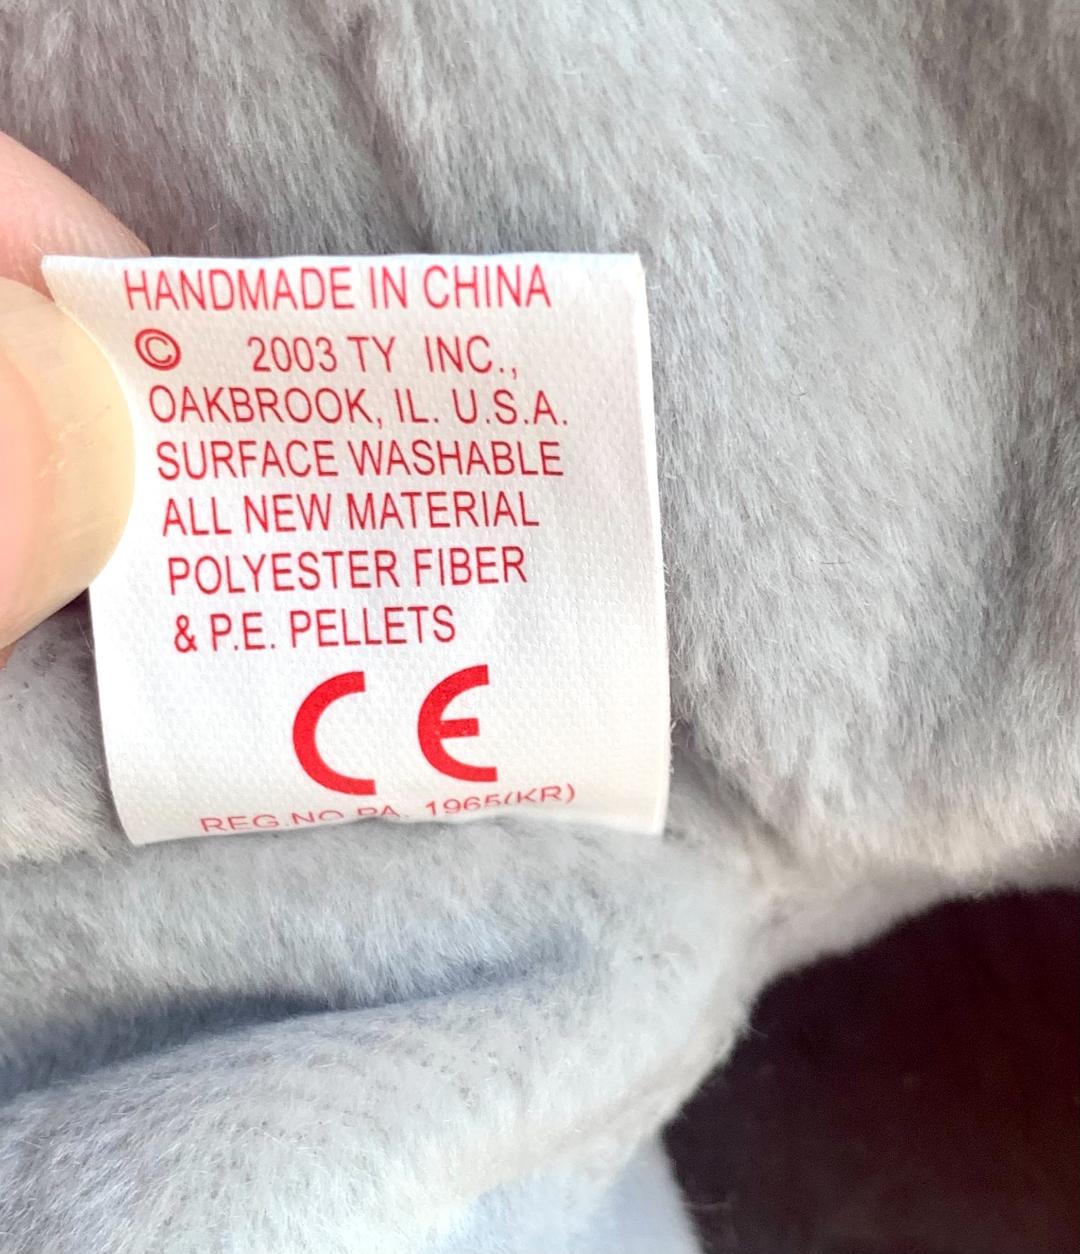 HANDMADE IN CHINA
© 2003 TY INC.,
OAKBROOK, IL. U.S.A.
SURFACE WASHABLE
ALL NEW MATERIAL
POLYESTER FIBER
& P.E. PELLETS
CE
REG.NO PA. 1965(KR)